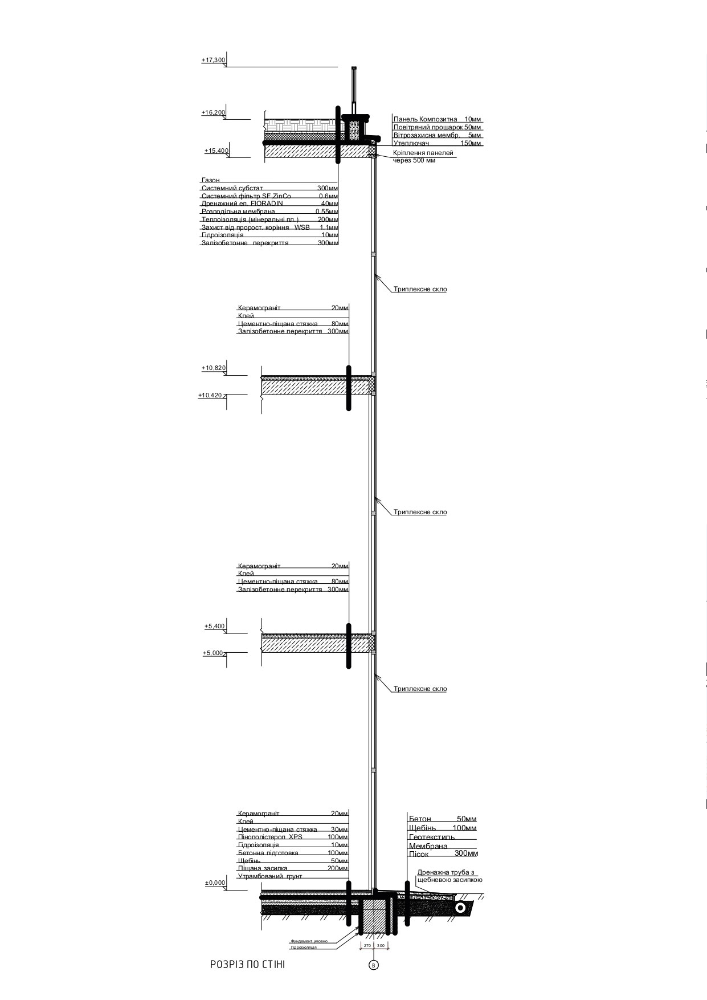 +17,300
+16,200
Панель Композитна 10мм
Повітряний прошарок 50мм
Вітрозахисна мембр. 5мм
Утеплювач 150мм
+15,400
Кріплення панелей
через 500 мм
Газон
Системний субстат 300мм
Системний фільтр SF,ZinCo 0.6мм
Дренажний еп. FIORADIN 40мм
Розподільна мембрана 0.55мм
Теплоізоляція (мінеральні пл.) 200мм
Захист від пророст. коріння WSB 1.1мм
Гідроізоляція 10мм
Залізобетонне перекриття 300мм
Триплексне скло
Керамограніт 20мм
Клей
Цементно-піщана стяжка 80мм
Залізобетонне перекриття 300мм
+10,820
+10,420
Триплексне скло
Керамограніт 20мм
Клей
Цементно-піщана стяжка 80мм
Залізобетонне перекриття 300мм
+5,400
+5,000
Триплексне скло
Керамограніт 20мм
Клей
Цементно-піщана стяжка 30мм
Пінополістерол XPS 100мм
Гідроізоляція 10мм
Бетонна підготовка 100мм
Щебінь 50мм
Піщана засипка 200мм
Утрамбований грунт
Бетон 50мм
Щебінь 100мм
Геотекстиль
Мембрана
Пісок 300мм
Дренажна труба з
щебневою засипкою
±0,000
Фундамент умовно
Гідроізоляція
270 300
РОЗРІЗ ПО СТІНІ
В